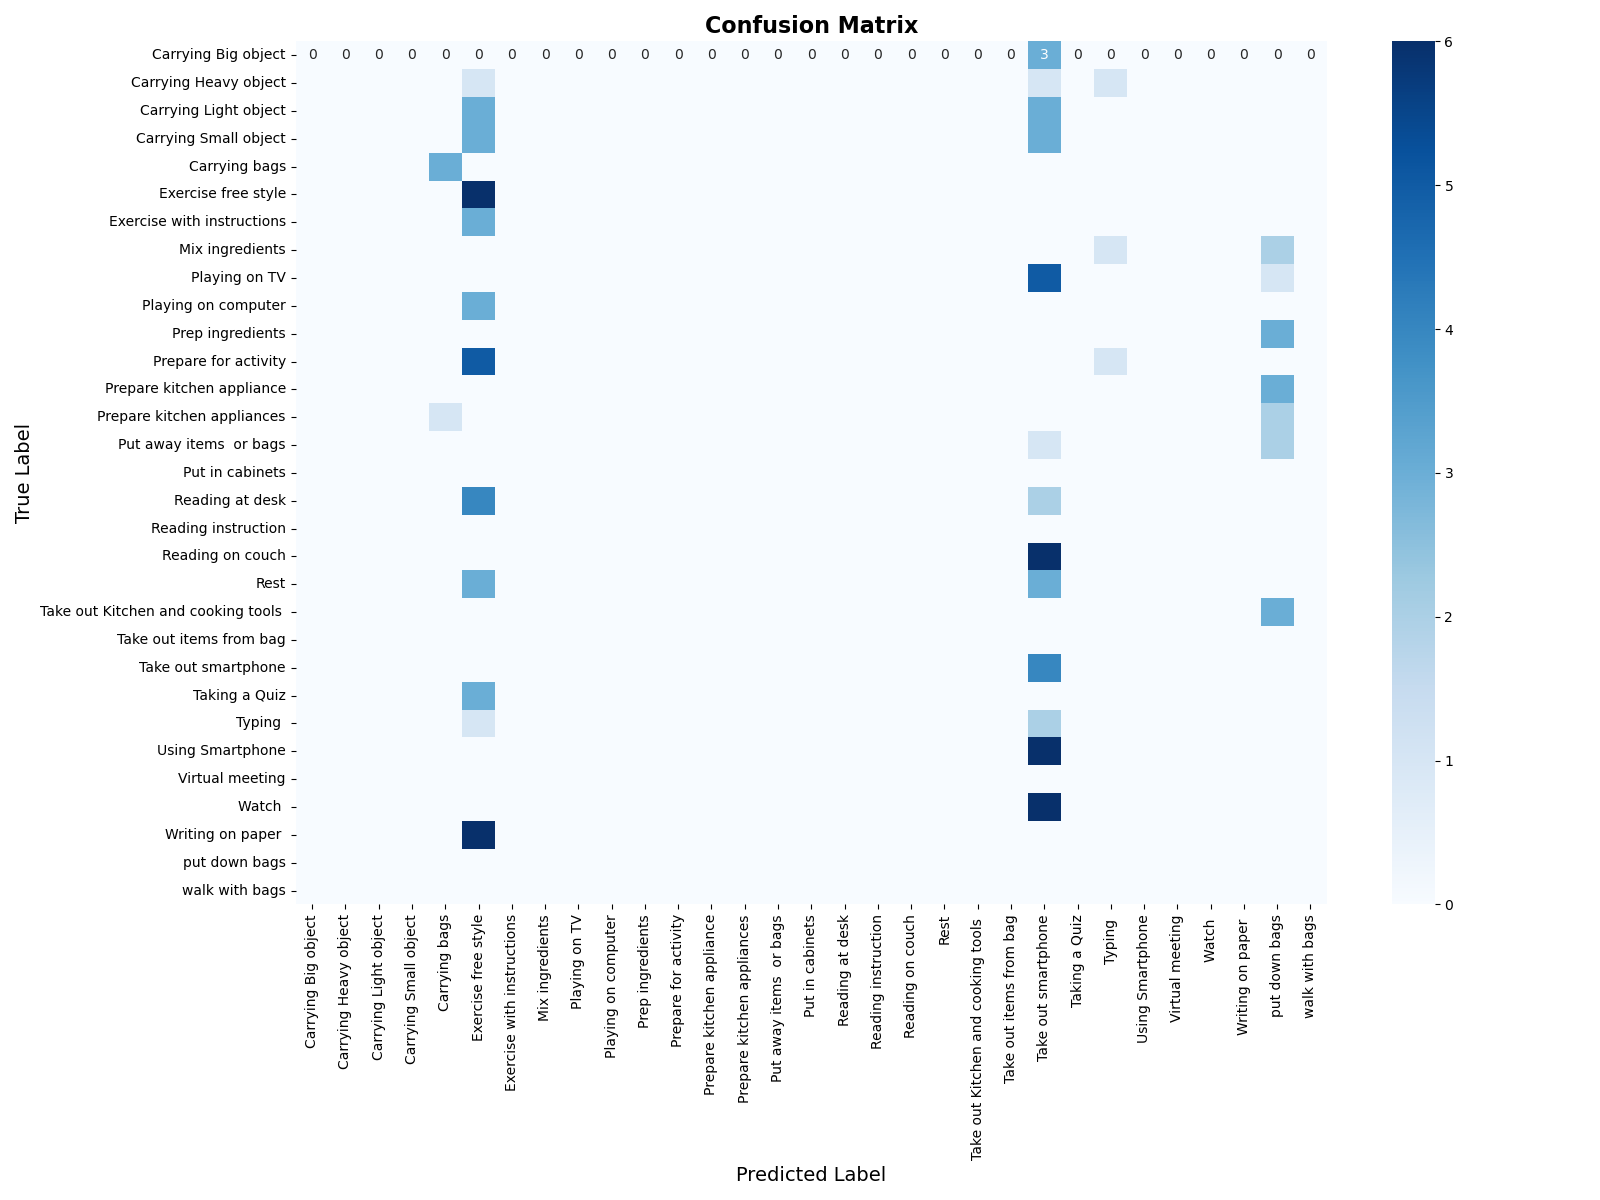 Confusion Matrix
Carrying Big object
0 0 0 0 0 0 0 0 0 0 0 0 0 0 0 0 0 0 0 0 0 0 3 0 0 0 0 0 0 0 0
Carrying Heavy object
Carrying Light object
Carrying Small object
Carrying bags
Exercise free style
Exercise with instructions
Mix ingredients
Playing on TV
Playing on computer
Prep ingredients
Prepare for activity
Prepare kitchen appliance
Prepare kitchen appliances
Put away items  or bags
Put in cabinets
Reading at desk
Reading instruction
Reading on couch
Rest
Take out Kitchen and cooking tools
Take out items from bag
Take out smartphone
Taking a Quiz
Typing
Using Smartphone
Virtual meeting
Watch
Writing on paper
put down bags
walk with bags
True Label
6
5
4
3
2
1
0
Carrying Big object
Carrying Heavy object
Carrying Light object
Carrying Small object
Carrying bags
Exercise free style
Exercise with instructions
Mix ingredients
Playing on TV
Playing on computer
Prep ingredients
Prepare for activity
Prepare kitchen appliance
Prepare kitchen appliances
Put away items  or bags
Put in cabinets
Reading at desk
Reading instruction
Reading on couch
Rest
Take out Kitchen and cooking tools
Take out items from bag
Take out smartphone
Taking a Quiz
Typing
Using Smartphone
Virtual meeting
Watch
Writing on paper
put down bags
walk with bags
Predicted Label